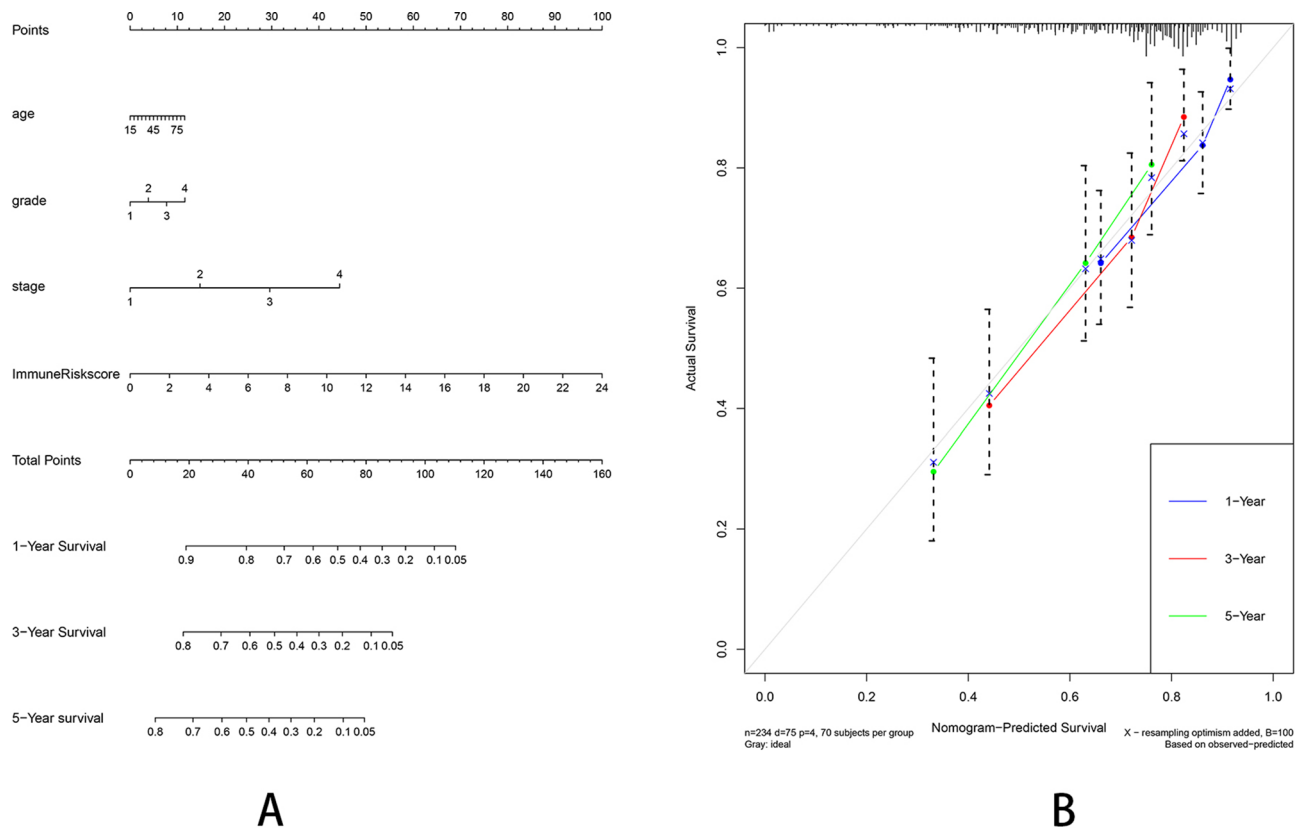 Points
0 10 20 30 40 50 60 70 80 90 100
age
15 45 75
grade
2 4
1 3
stage
2 4
1 3
ImmuneRiskscore
0 2 4 6 8 10 12 14 16 18 20 22 24
Total Points
0 20 40 60 80 100 120 140 160
1−Year Survival
0.9 0.8 0.7 0.6 0.5 0.4 0.3 0.2 0.1 0.05
3−Year Survival
0.8 0.7 0.6 0.5 0.4 0.3 0.2 0.1 0.05
5−Year survival
0.8 0.7 0.6 0.5 0.4 0.3 0.2 0.1 0.05
A
Actual Survival
1.0
0.8
0.6
0.4
0.2
0.0
1−Year
3−Year
5−Year
0.0 0.2 0.4 0.6 0.8 1.0
Nomogram−Predicted Survival
n=234 d=75 p=4, 70 subjects per group
Gray: ideal
X − resampling optimism added, B=100
Based on observed−predicted
B